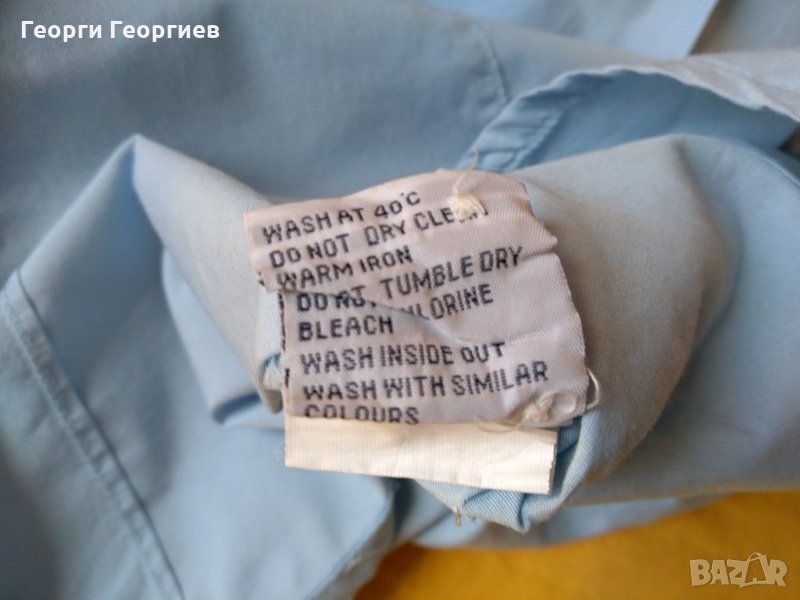 Георги Георгиев
WASH AT 40°C
DO NOT DRY CLEAN
WARM IRON
DO NOT TUMBLE DRY
CHLORINE
BLEACH
WASH INSIDE OUT
WASH WITH SIMILAR
COLOURS
BAZAR